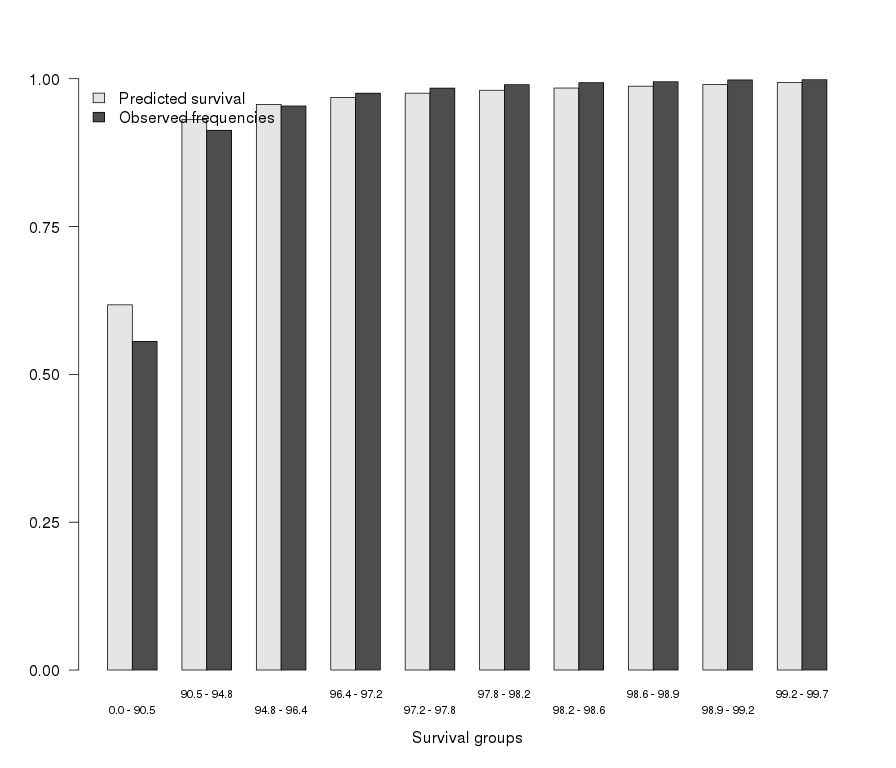 1.00
Predicted survival
Observed frequencies
0.75
0.50
0.25
0.00
90.5 - 94.8
96.4 - 97.2
97.8 - 98.2
98.6 - 98.9
99.2 - 99.7
0.0 - 90.5
94.8 - 96.4
97.2 - 97.8
98.2 - 98.6
98.9 - 99.2
Survival groups